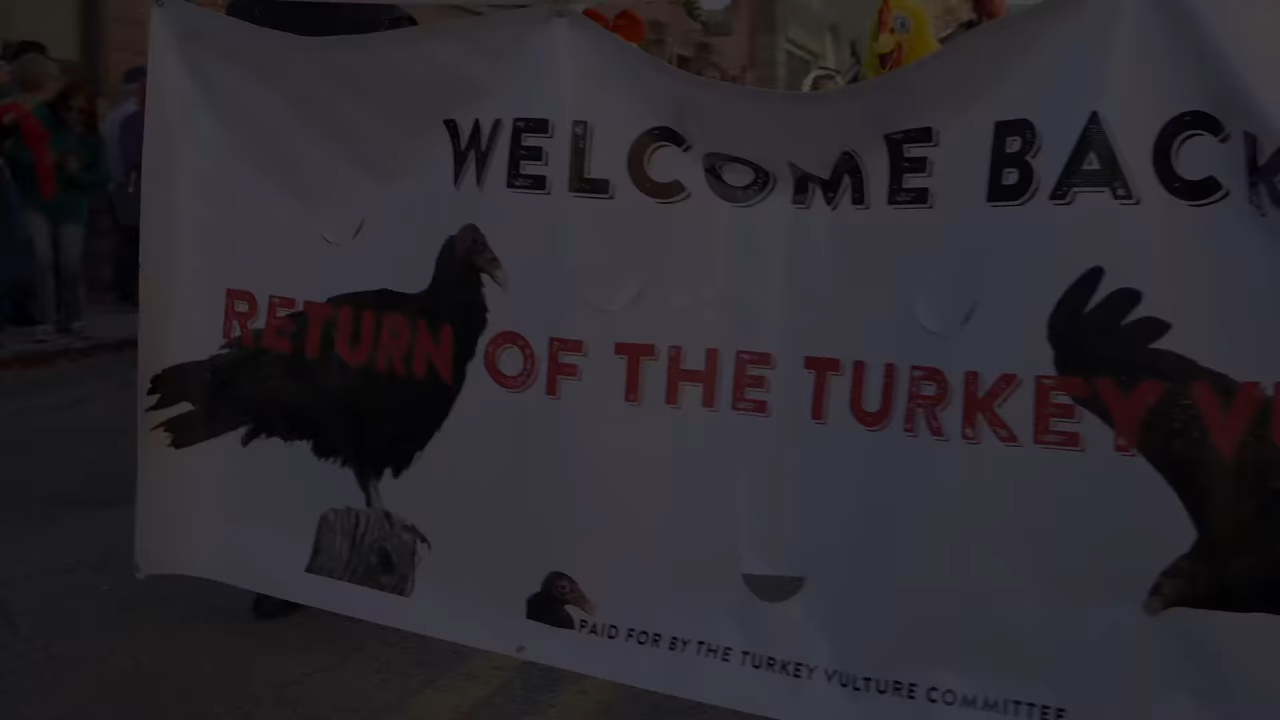 WELCOME BACK
RETURN OF THE TURKEY
PAID FOR BY THE TURKEY VULTURE COMMITTEE